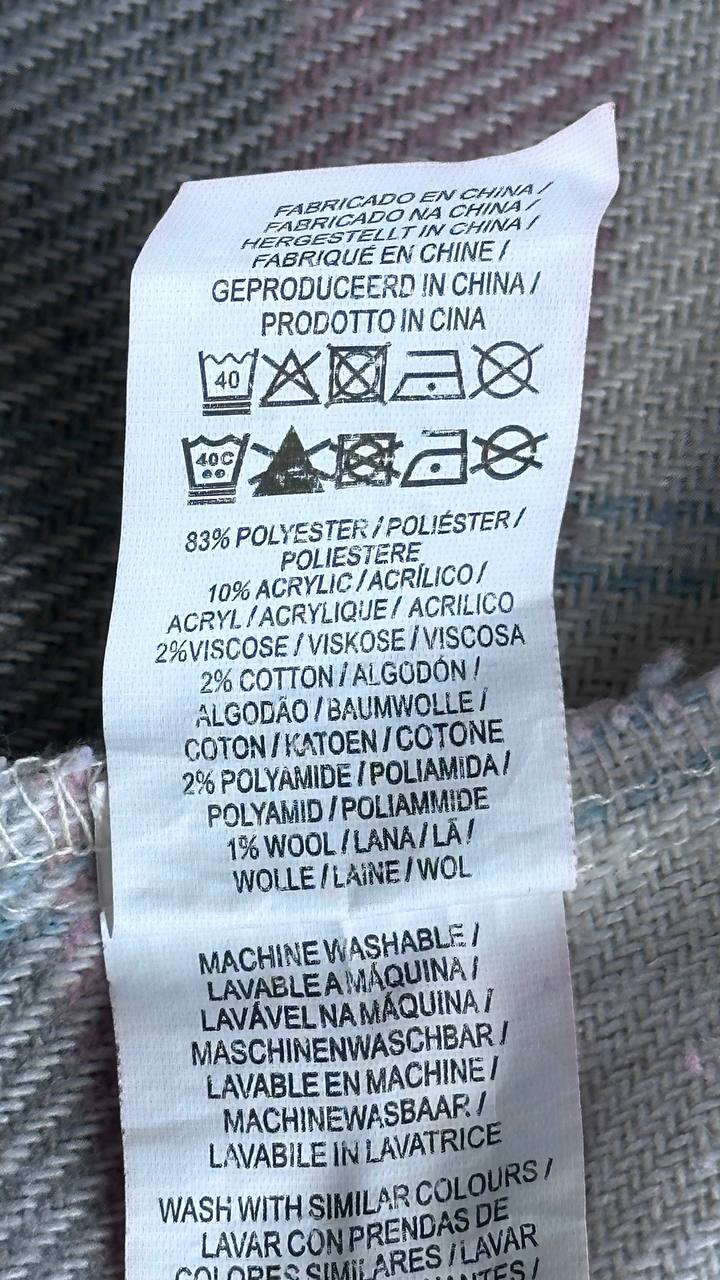 FABRICADO EN CHINA /
FABRICADO NA CHINA /
HERGESTELLT IN CHINA /
FABRIQUÉ EN CHINE /
GEPRODUCEERD IN CHINA /
PRODOTTO IN CINA
40
40C
83% POLYESTER / POLIÉSTER /
POLIESTERE
10% ACRYLIC / ACRÍLICO /
ACRYL / ACRYLIQUE / ACRILICO
2%VISCOSE / VISKOSE / VISCOSA
2% COTTON / ALGODÓN /
ALGODÃO / BAUMWOLLE /
COTON / KATOEN / COTONE
2% POLYAMIDE / POLIAMIDA /
POLYAMID / POLIAMMIDE
1% WOOL / LANA / LÃ /
WOLLE / LAINE / WOL
MACHINE WASHABLE /
LAVABLE A MÁQUINA /
LAVÁVEL NA MÁQUINA /
MASCHINENWASCHBAR /
LAVABLE EN MACHINE /
MACHINEWASBAAR /
LAVABILE IN LAVATRICE
WASH WITH SIMILAR COLOURS /
LAVAR CON PRENDAS DE
COLORES SIMILARES / LAVAR